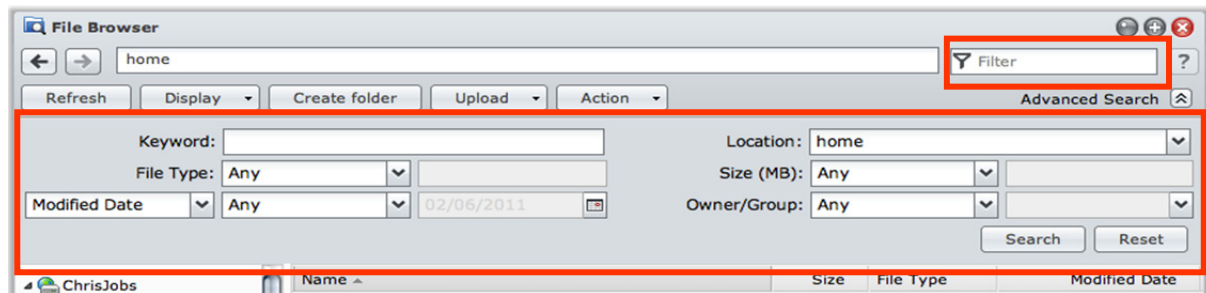 File Browser
home Filter ?
Refresh Display Create folder Upload Action Advanced Search
Keyword: Location: home
File Type: Any Size (MB): Any
Modified Date Any 02/06/2011 Owner/Group: Any
Search Reset
ChrisJobs Name Size File Type Modified Date